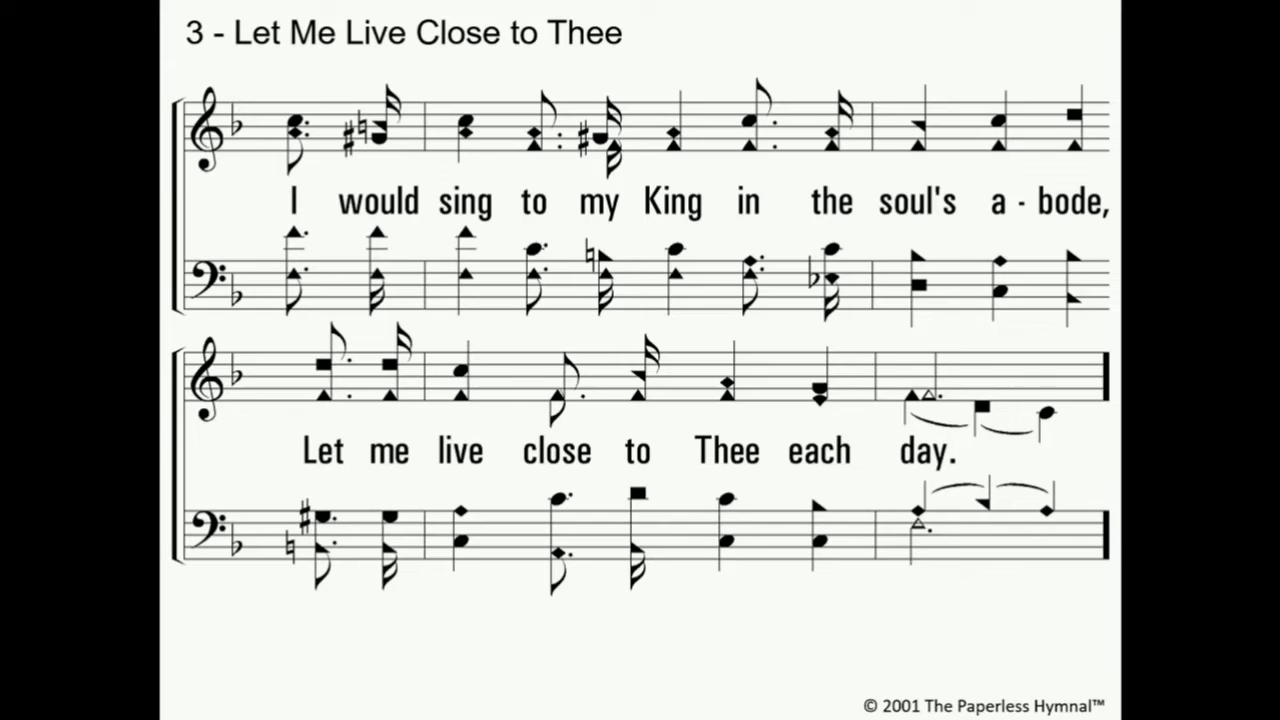 3 - Let Me Live Close to Thee
I would sing to my King in the soul's a - bode,
Let me live close to Thee each day.
© 2001 The Paperless Hymnal™